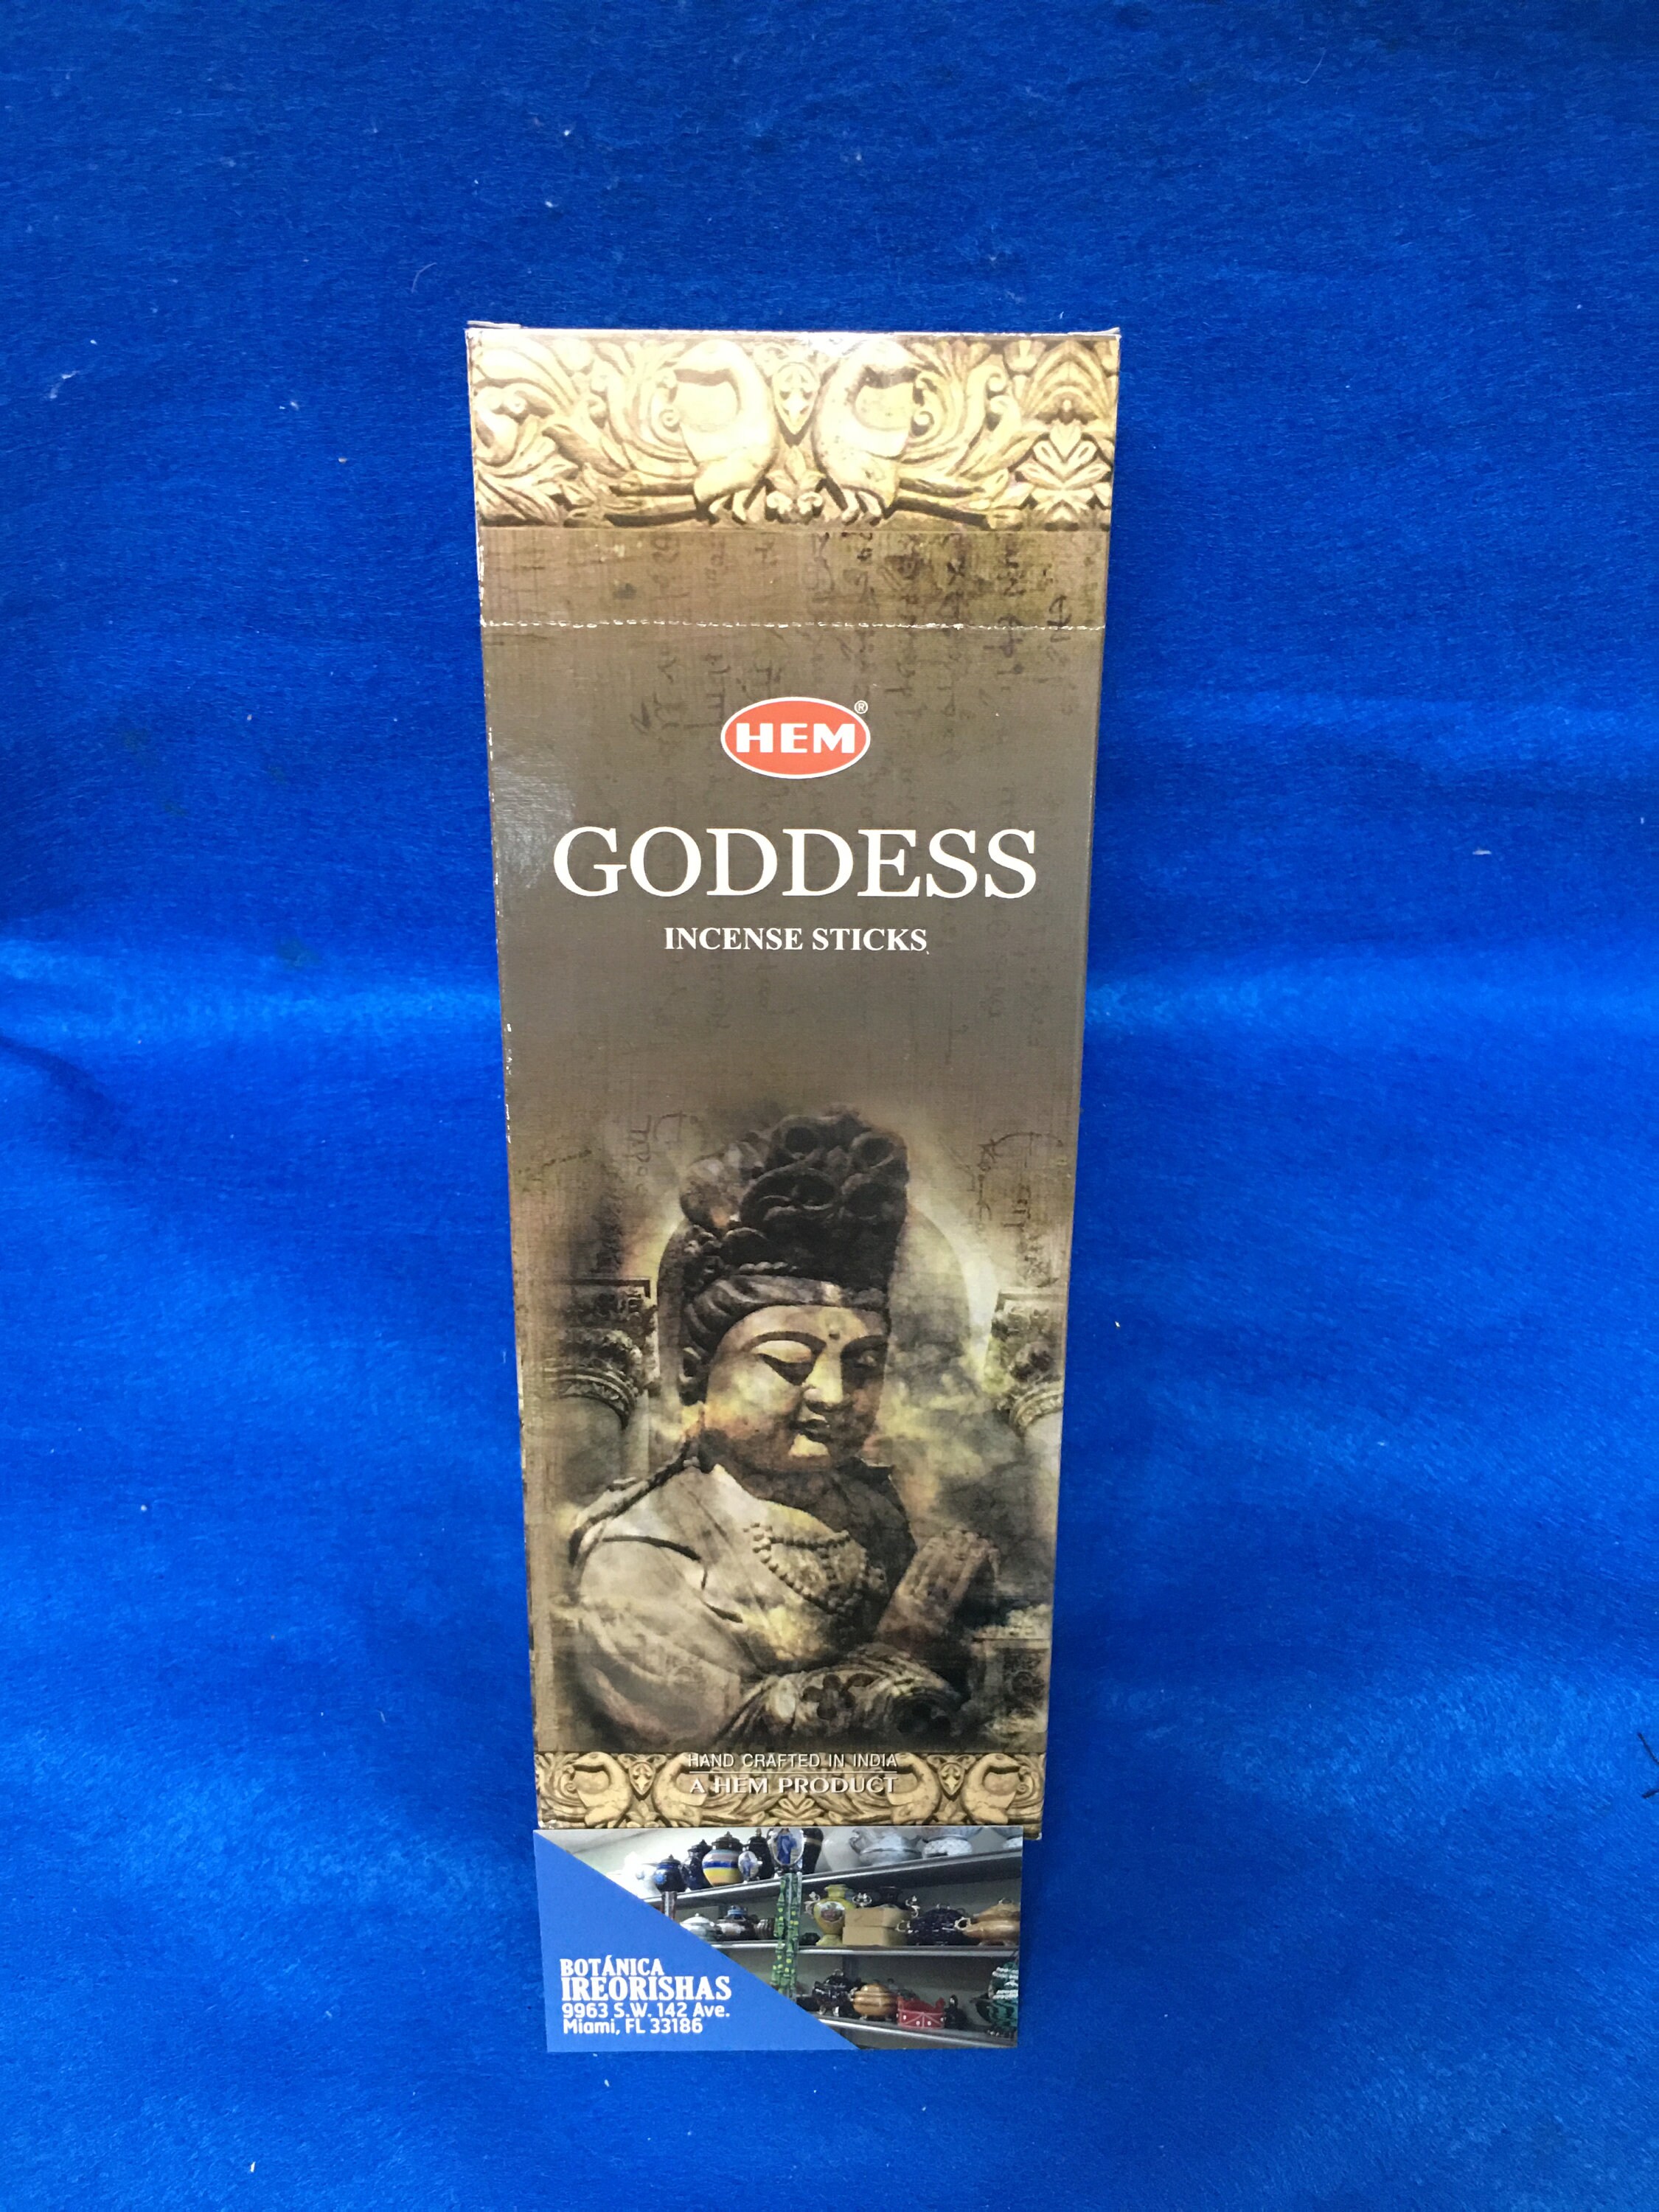 HEM®
GODDESS
INCENSE STICKS
HAND CRAFTED IN INDIA
A HEM PRODUCT
BOTÁNICA
IREORISHAS
9963 S.W. 142 Ave.
Miami, FL 33186